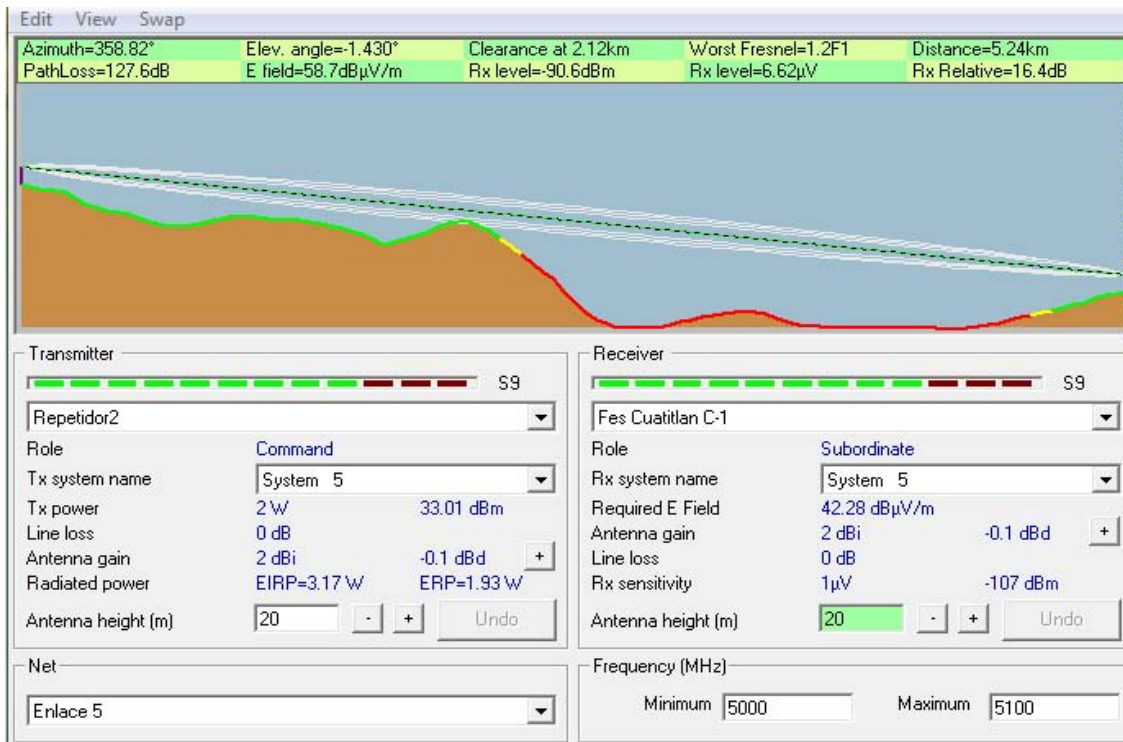 Edit View Swap
Azimuth=358.82° Elev. angle=-1.430° Clearance at 2.12km Worst Fresnel=1.2F1 Distance=5.24km
PathLoss=127.6dB E field=58.7dBµV/m Rx level=-90.6dBm Rx level=6.62µV Rx Relative=16.4dB
Transmitter
S9
Repetidor2
Role Command
Tx system name System 5
Tx power 2 W 33.01 dBm
Line loss 0 dB
Antenna gain 2 dBi -0.1 dBd +
Radiated power EIRP=3.17 W ERP=1.93 W
Antenna height (m) 20 - + Undo
Net
Enlace 5
Receiver
S9
Fes Cuatitlan C-1
Role Subordinate
Rx system name System 5
Required E Field 42.28 dBµV/m
Antenna gain 2 dBi -0.1 dBd +
Line loss 0 dB
Rx sensitivity 1µV -107 dBm
Antenna height (m) 20 - + Undo
Frequency (MHz)
Minimum 5000 Maximum 5100